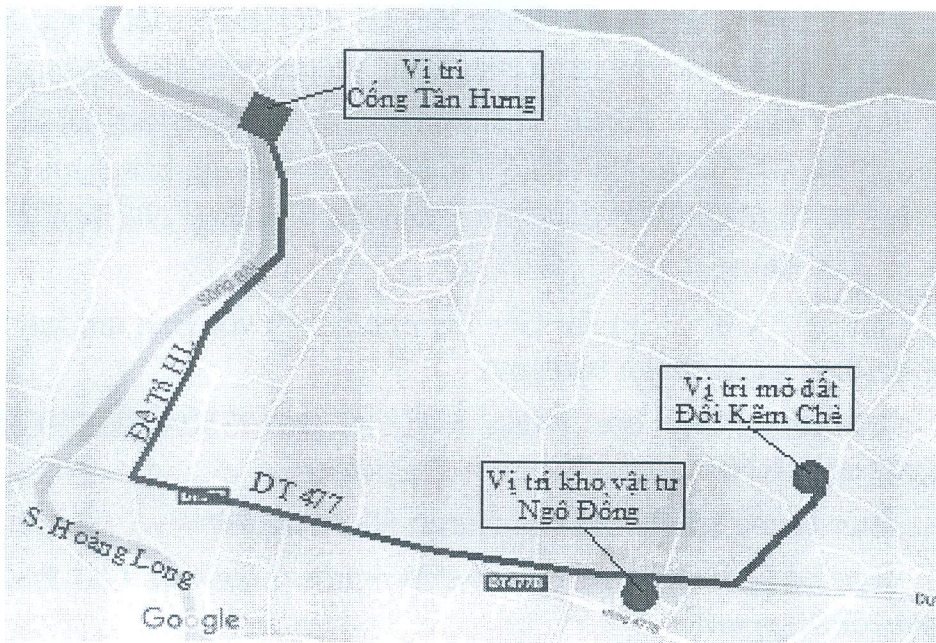 Vị trí
Cống Tân Hưng
Sông
Vị trí mỏ đất
Đồi Kẽm Chè
Đê Tả HL
Vị trí kho vật tư
Ngô Đồng
DT 477
S. Hoàng Long
Google